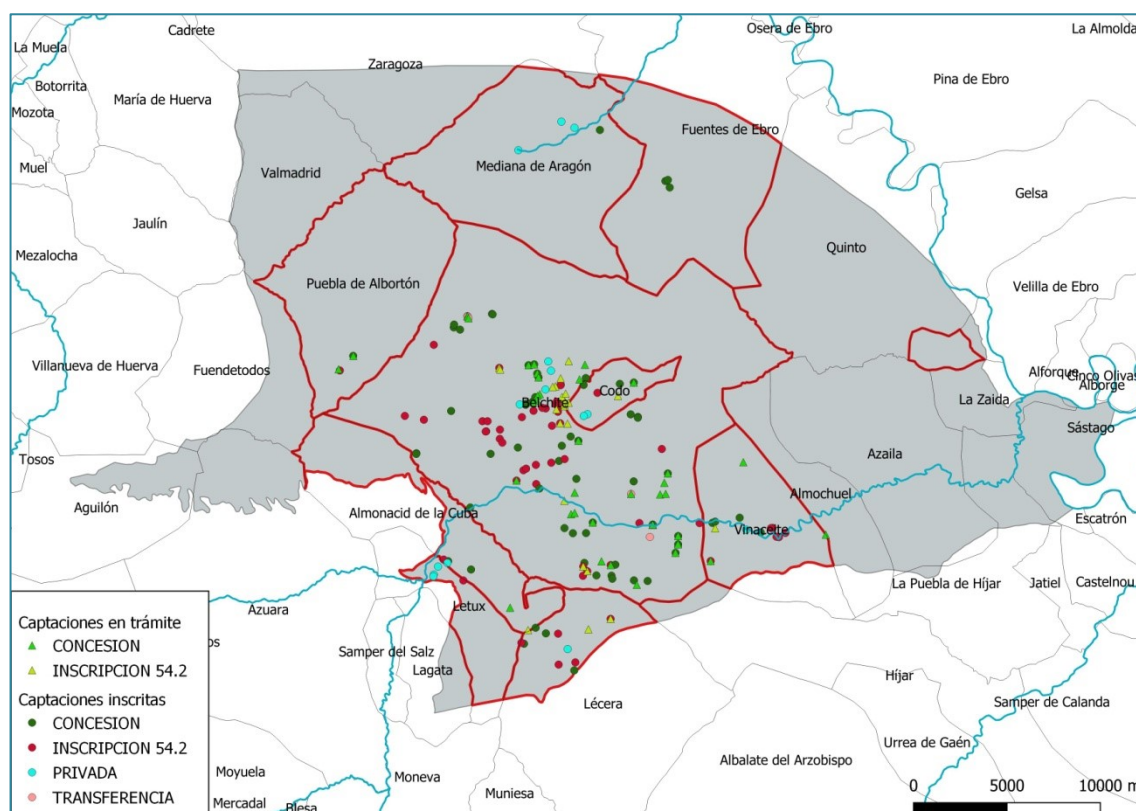 Cadrete
Osera de Ebro
La Almolda
La Muela
Zaragoza
Botorrita
María de Huerva
Pina de Ebro
Mozota
Fuentes de Ebro
Muel
Valmadrid
Mediana de Aragón
Jaulín
Gelsa
Mezalocha
Quinto
Puebla de Albortón
Velilla de Ebro
Villanueva de Huerva
Fuendetodos
Alforque
Cinco Olivas
Alborge
Codo
Belchite
La Zaida
Sástago
Tosos
Azaila
Aguilón
Almochuel
Almonacid de la Cuba
Escatrón
Vinaceite
La Puebla de Híjar
Jatiel
Castelnou
Azuara
Letux
Samper del Salz
Lagata
Híjar
Lécera
Samper de Calanda
Urrea de Gaén
Albalate del Arzobispo
Moyuela
Moneva
Muniesa
Mercadal
Blesa
Captaciones en trámite
CONCESION
INSCRIPCION 54.2
Captaciones inscritas
CONCESION
INSCRIPCION 54.2
PRIVADA
TRANSFERENCIA
0 5000 10000 m